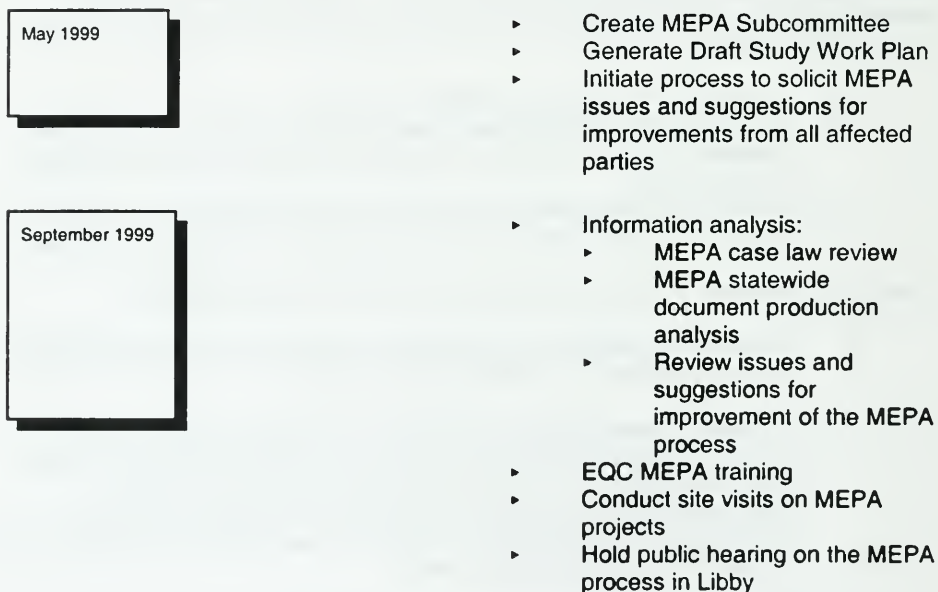 May 1999
► Create MEPA Subcommittee
► Generate Draft Study Work Plan
► Initiate process to solicit MEPA
issues and suggestions for
improvements from all affected
parties
September 1999
► Information analysis:
► MEPA case law review
► MEPA statewide
document production
analysis
► Review issues and
suggestions for
improvement of the MEPA
process
► EQC MEPA training
► Conduct site visits on MEPA
projects
► Hold public hearing on the MEPA
process in Libby